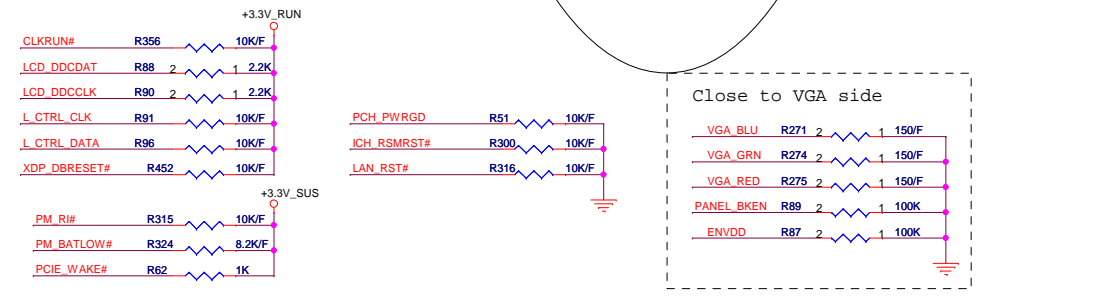 +3.3V_RUN
CLKRUN# R356 10K/F
LCD_DDCDAT R88 2 1 2.2K
LCD_DDCCLK R90 2 1 2.2K
L_CTRL_CLK R91 10K/F
L_CTRL_DATA R96 10K/F
XDP_DBRESET# R452 10K/F
+3.3V_SUS
PM_RI# R315 10K/F
PM_BATLOW# R324 8.2K/F
PCIE_WAKE# R62 1K
PCH_PWRGD R51 10K/F
ICH_RSMRST# R300 10K/F
LAN_RST# R316 10K/F
Close to VGA side
VGA_BLU R271 2 1 150/F
VGA_GRN R274 2 1 150/F
VGA_RED R275 2 1 150/F
PANEL_BKEN R89 2 1 100K
ENVDD R87 2 1 100K